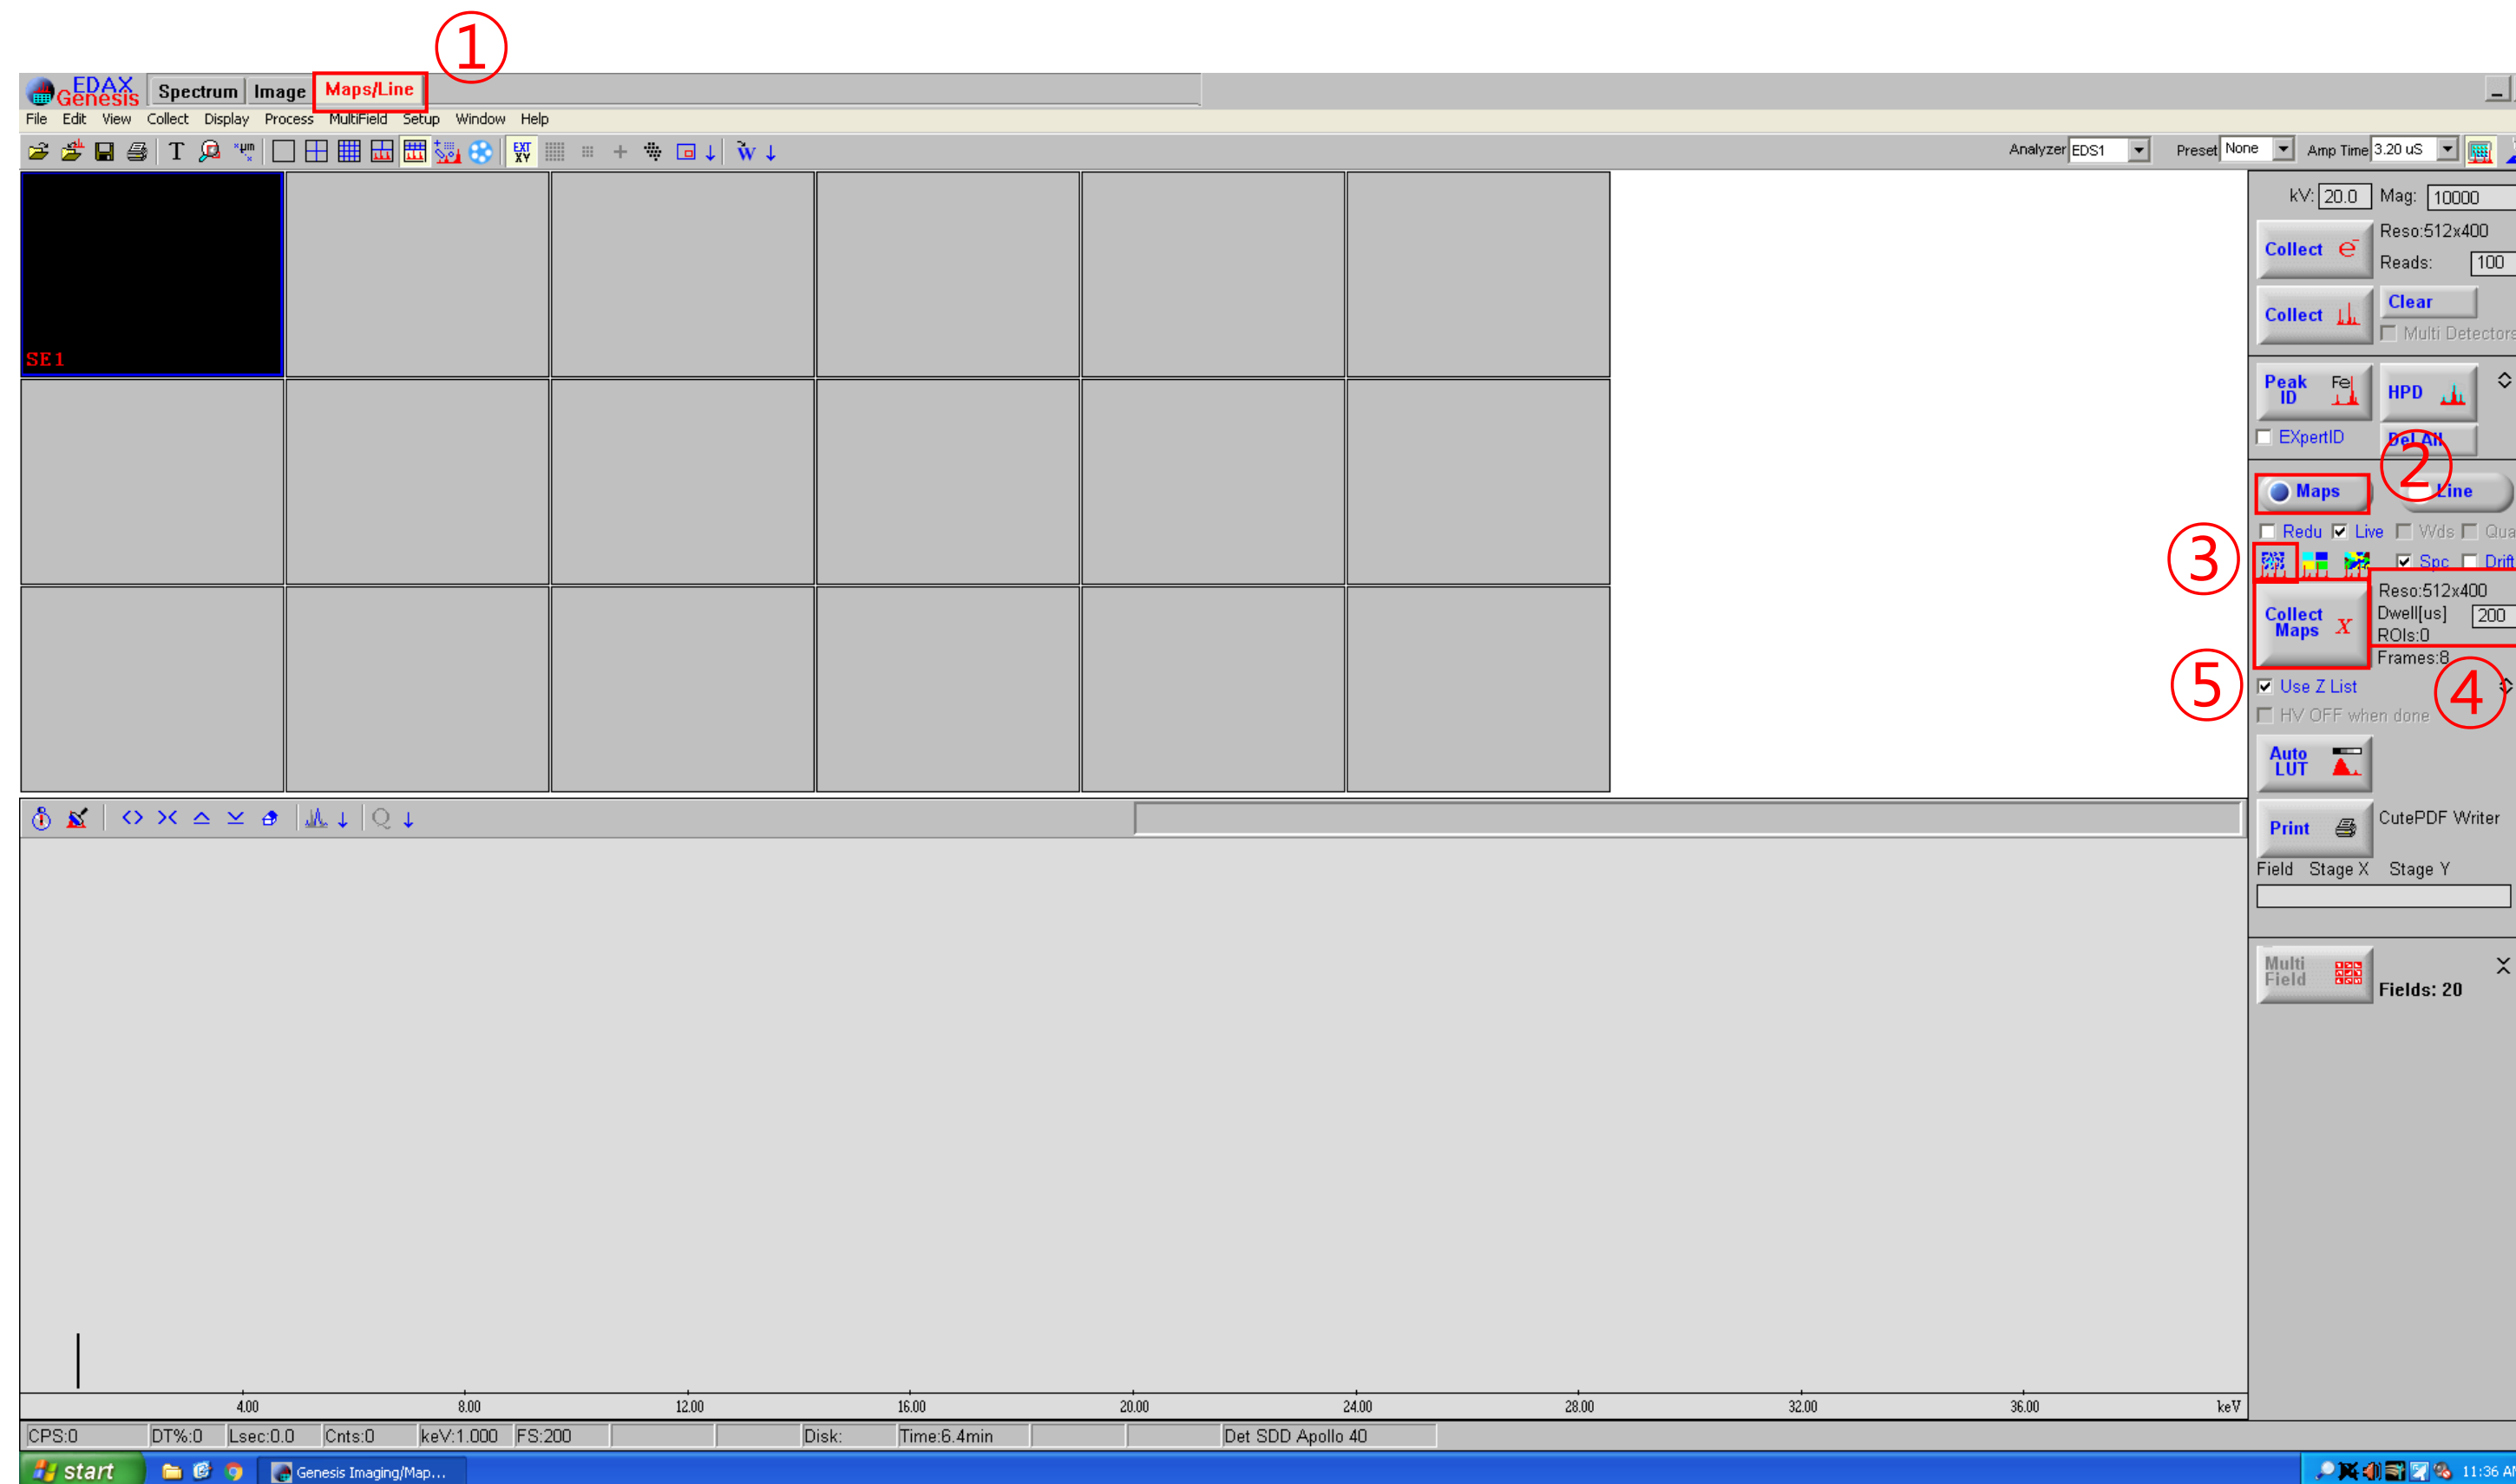 ①
EDAX
Genesis
Spectrum Image Maps/Line
File Edit View Collect Display Process MultiField Setup Window Help
T EXT XY W Analyzer EDS1 Preset None Amp Time 3.20 uS
kV: 20.0 Mag: 10000
Collect e- Reso:512x400
Reads: 100
Collect Clear
Multi Detectors
SE1
Peak ID Fe HPD
EXpertID Del All
②
Maps Line
Redu Live Wds Qua
③
Spc Drift
Collect Maps x Reso:512x400
Dwell[us] 200
ROIs:0
Frames:8
⑤ ④
Use Z List
HV OFF when done
Auto LUT
Q
Print CutePDF Writer
Field Stage X Stage Y
Multi Field
Fields: 20
4.00 8.00 12.00 16.00 20.00 24.00 28.00 32.00 36.00 keV
CPS:0 DT%:0 Lsec:0.0 Cnts:0 keV:1.000 FS:200 Disk: Time:6.4min Det SDD Apollo 40
start Genesis Imaging/Map... 11:36